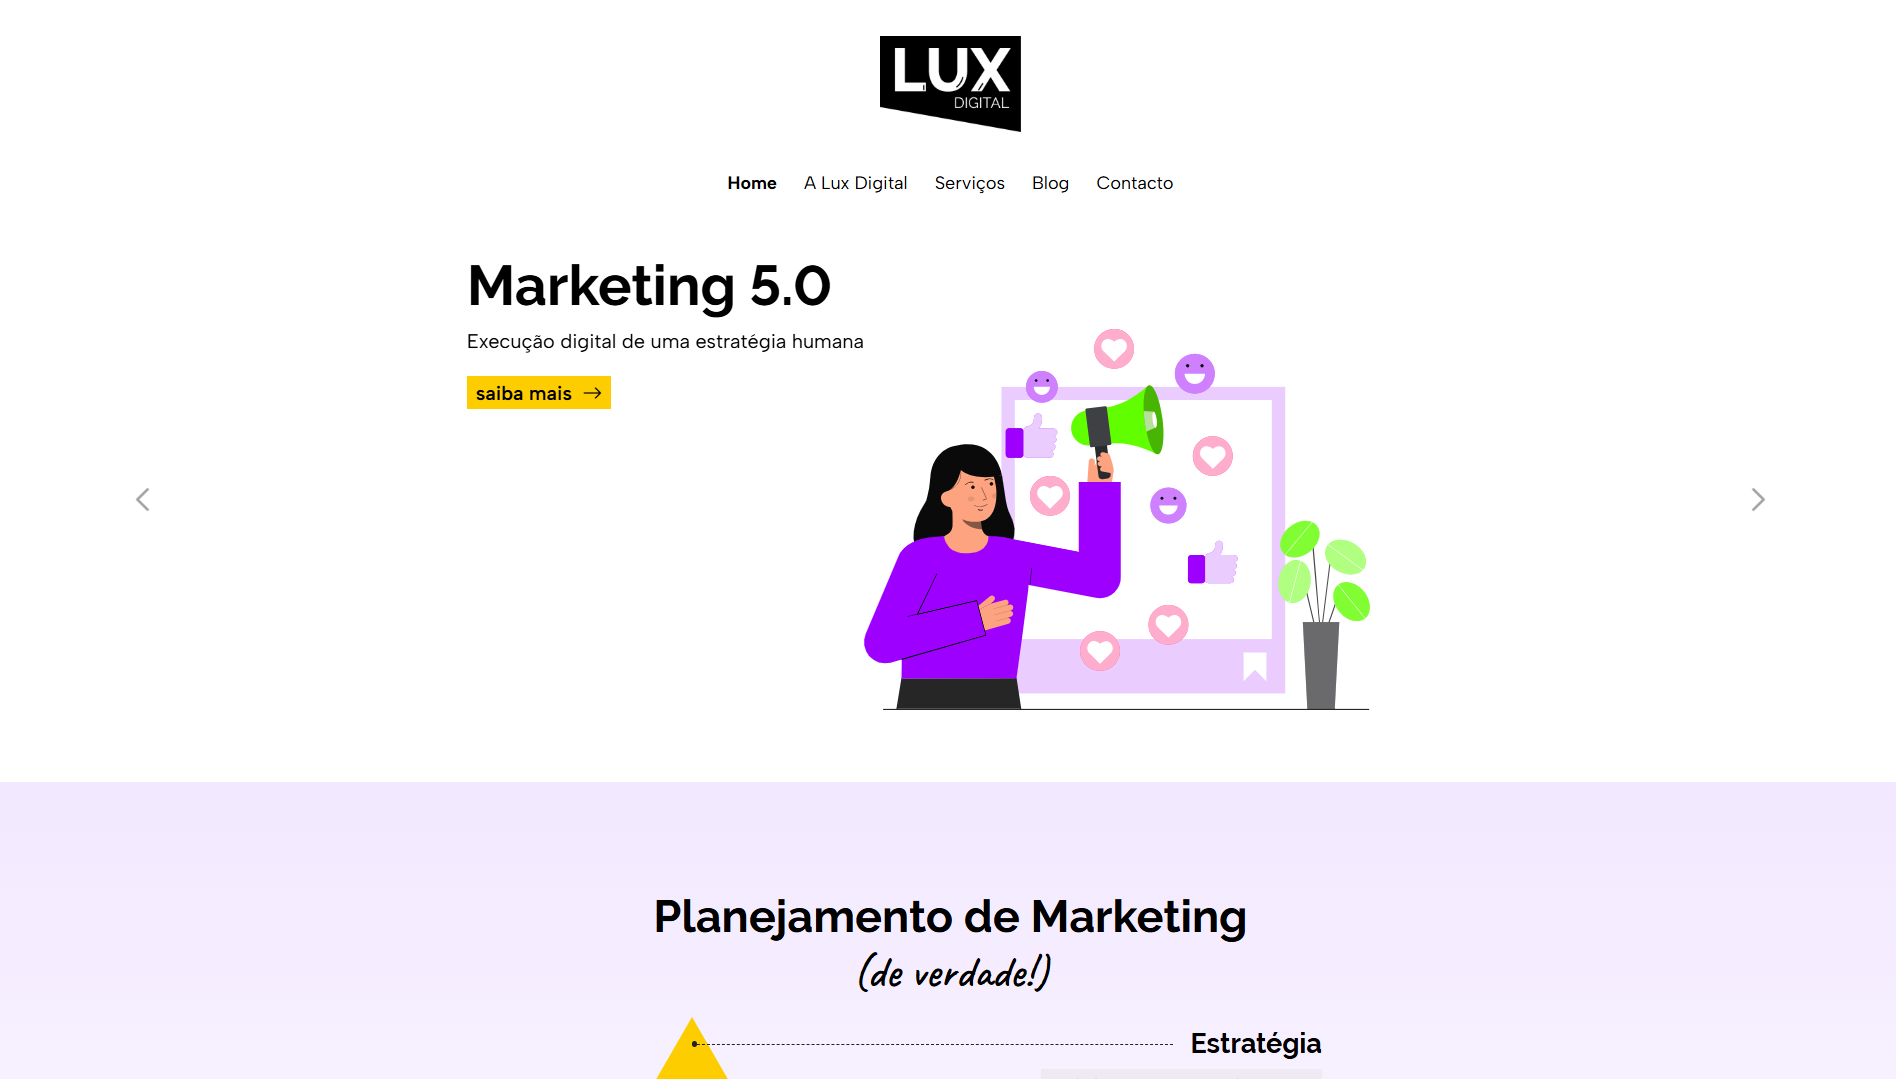 LUX
DIGITAL
Home A Lux Digital Serviços Blog Contacto
Marketing 5.0
Execução digital de uma estratégia humana
saiba mais →
Planejamento de Marketing
(de verdade!)
Estratégia